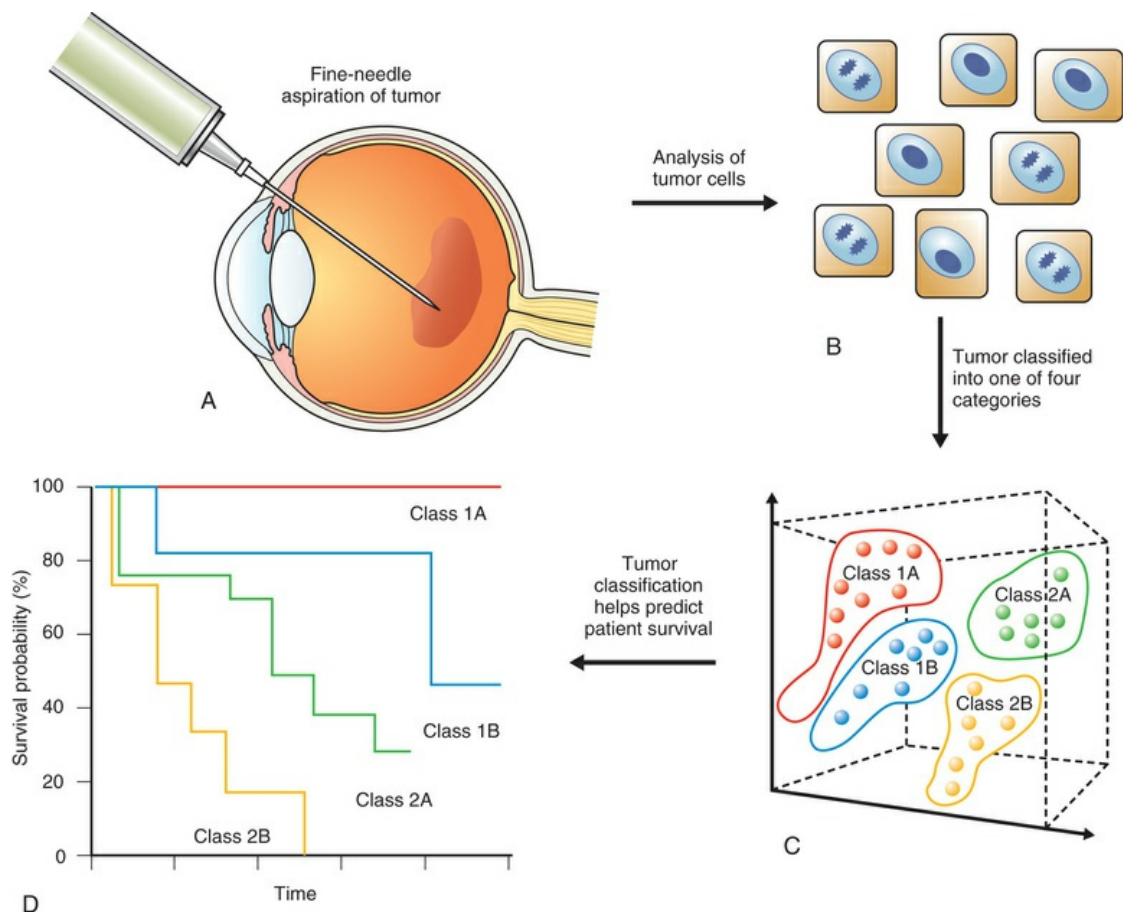 Fine-needle
aspiration of tumor
A
Analysis of
tumor cells
B
Tumor classified
into one of four
categories
Class 1A
Class 2A
Class 1B
Class 2B
C
Tumor
classification
helps predict
patient survival
100
80
60
40
20
0
Survival probability (%)
Class 1A
Class 1B
Class 2A
Class 2B
Time
D